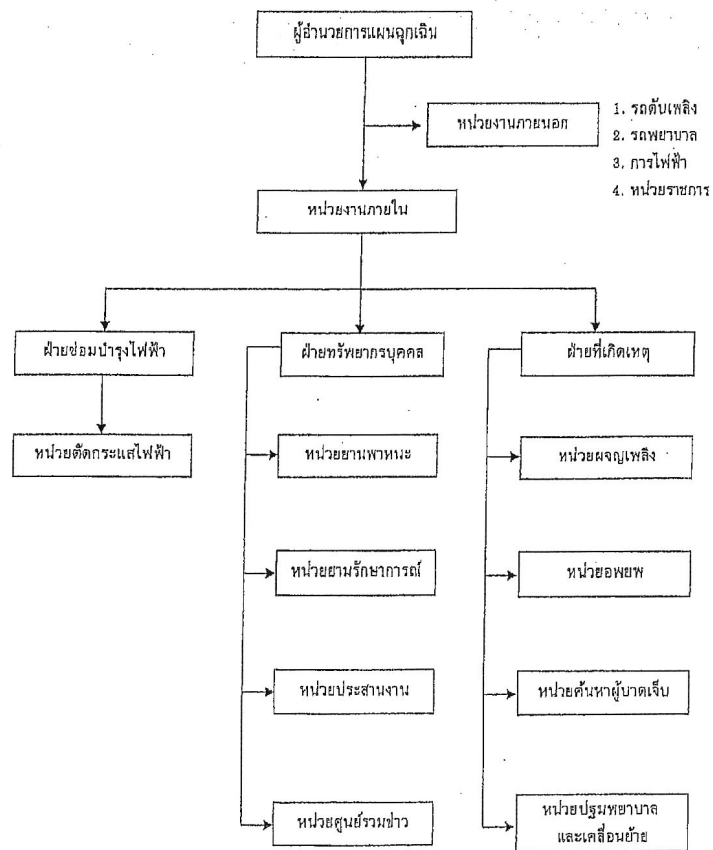 ผู้อำนวยการแผนฉุกเฉิน
หน่วยงานภายนอก
1. รถดับเพลิง
2. รถพยาบาล
3. การไฟฟ้า
4. หน่วยราชการ
หน่วยงานภายใน
ฝ่ายซ่อมบำรุงไฟฟ้า
ฝ่ายทรัพยากรบุคคล
ฝ่ายที่เกิดเหตุ
หน่วยตัดกระแสไฟฟ้า
หน่วยยานพาหนะ
หน่วยผจญเพลิง
หน่วยยามรักษาการณ์
หน่วยอพยพ
หน่วยประสานงาน
หน่วยค้นหาผู้บาดเจ็บ
หน่วยศูนย์รวมข่าว
หน่วยปฐมพยาบาล
และเคลื่อนย้าย